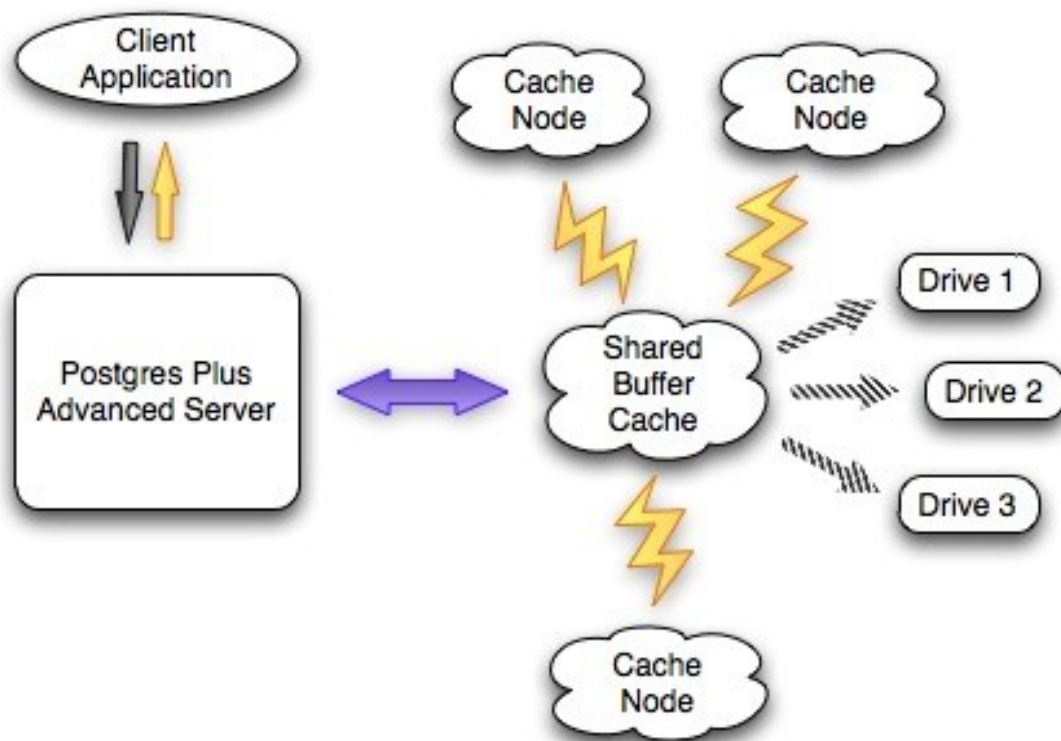 Client
Application
Cache
Node
Cache
Node
Postgres Plus
Advanced Server
Shared
Buffer
Cache
Drive 1
Drive 2
Drive 3
Cache
Node